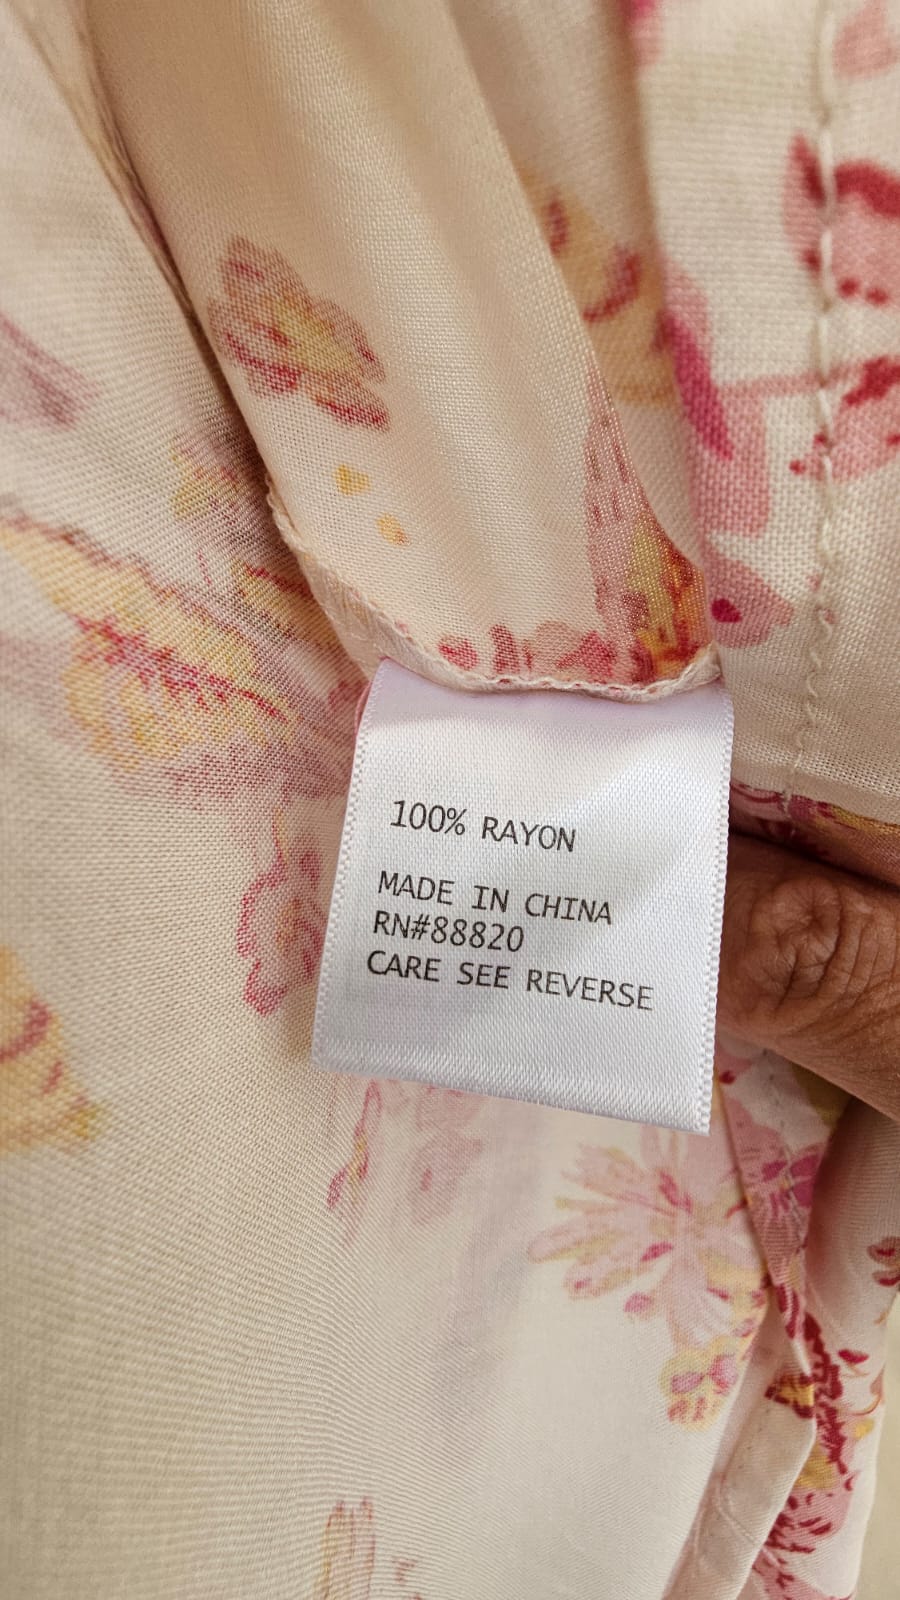 100% RAYON
MADE IN CHINA
RN#88820
CARE SEE REVERSE